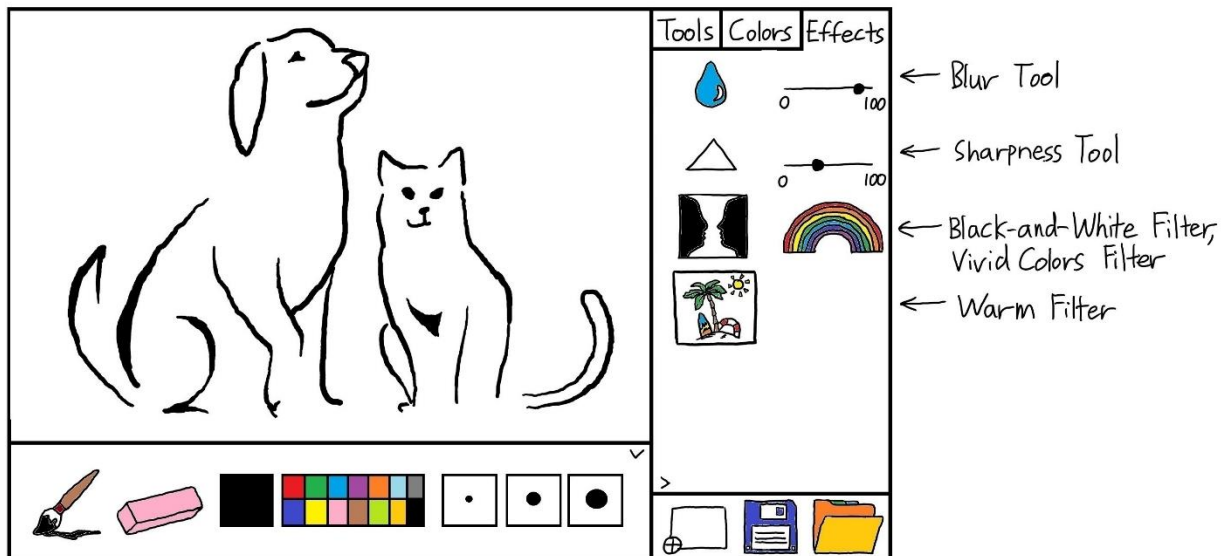 Tools Colors Effects
Blur Tool
0 100
Sharpness Tool
0 100
Black-and-White Filter,
Vivid Colors Filter
Warm Filter